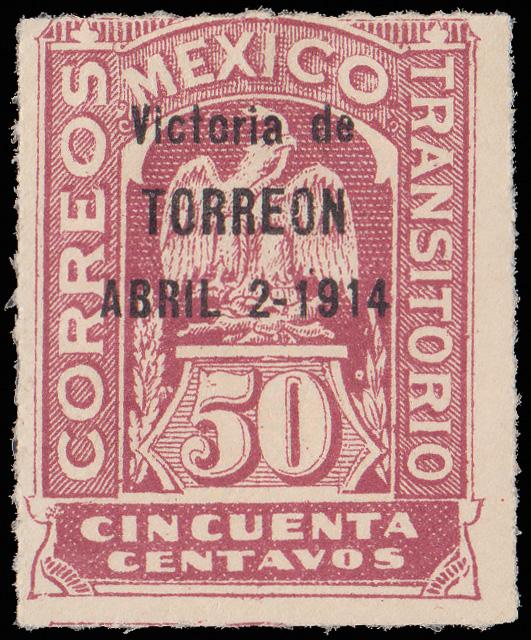 MEXICO
CORREOS
TRANSITORIO
Victoria de
TORREON
ABRIL 2-1914
50
CINCUENTA
CENTAVOS